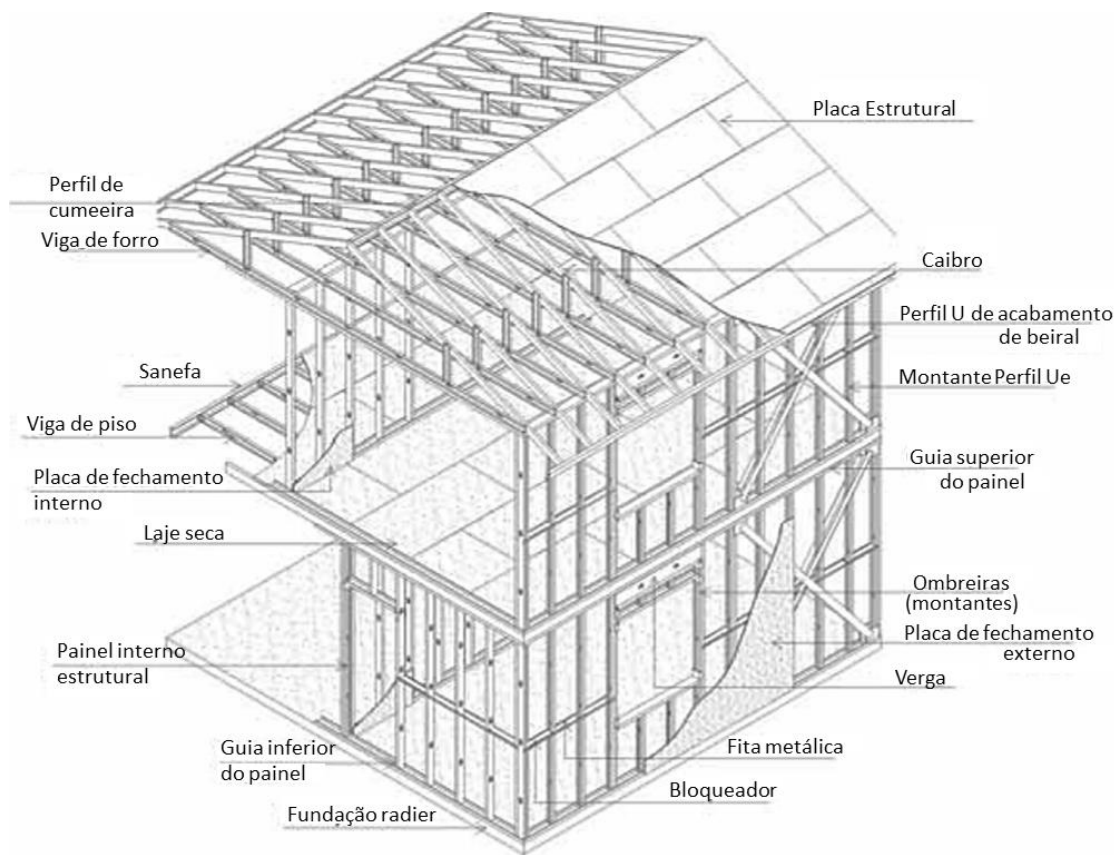 Placa Estrutural
Perfil de
cumeeira
Viga de forro
Caibro
Perfil U de acabamento
de beiral
Sanefa
Montante Perfil Ue
Viga de piso
Guia superior
do painel
Placa de fechamento
interno
Laje seca
Ombreiras
(montantes)
Placa de fechamento
externo
Painel interno
estrutural
Verga
Guia inferior
do painel
Fita metálica
Bloqueador
Fundação radier